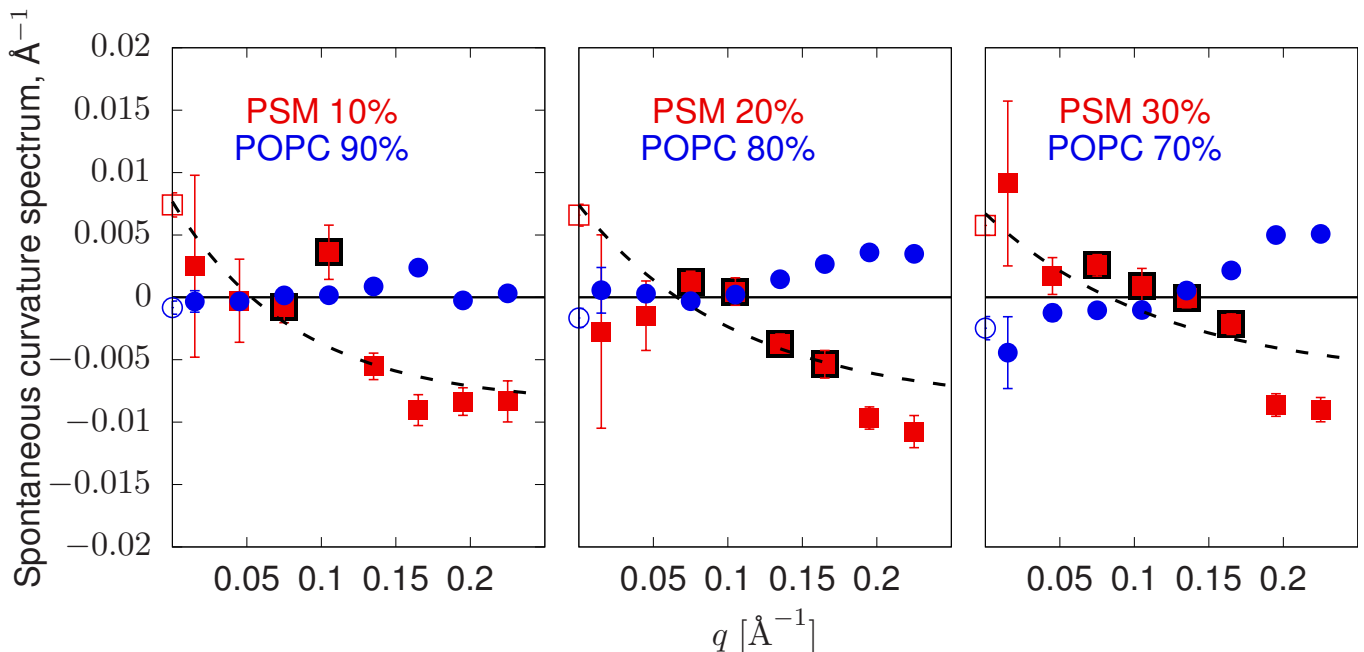 Spontaneous curvature spectrum, Å⁻¹
0.02
0.015
0.01
0.005
0
−0.005
−0.01
−0.015
−0.02
PSM 10%
POPC 90%
PSM 20%
POPC 80%
PSM 30%
POPC 70%
0.05 0.1 0.15 0.2
0.05 0.1 0.15 0.2
0.05 0.1 0.15 0.2
q [Å⁻¹]